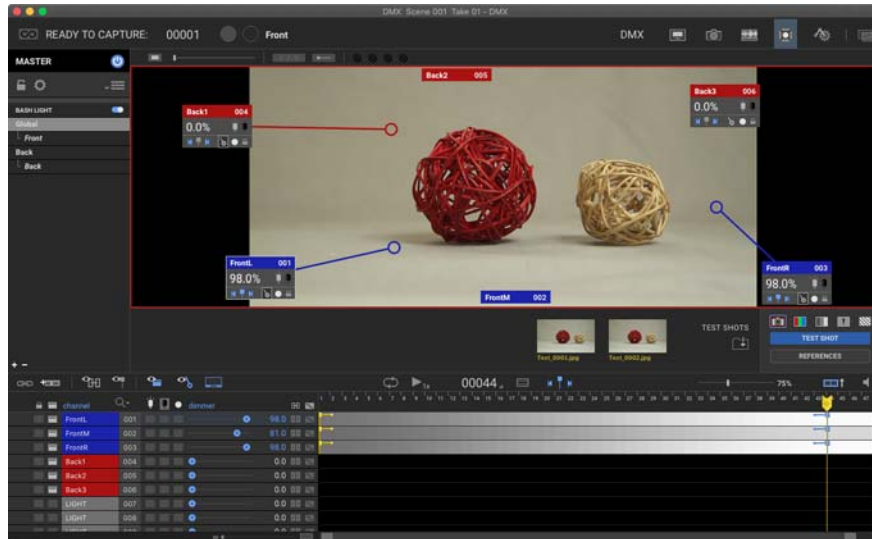 DMX Scene 001 Take 01 - DMX
READY TO CAPTURE: 00001 Front DMX
MASTER
BASH LIGHT
Global
Front
Back
Back
Back1 004
0.0%
Back2 005
Back3 006
0.0%
FrontL 001
98.0%
FrontM 002
FrontR 003
98.0%
Test_0001.jpg
Test_0002.jpg
TEST SHOTS
TEST SHOT
REFERENCES
1s
00044
75%
channel dimmer
FrontL 001 98.0
FrontM 002 81.0
FrontR 003 98.0
Back1 004 0.0
Back2 005 0.0
Back3 006 0.0
LIGHT 007 0.0
LIGHT 008 0.0